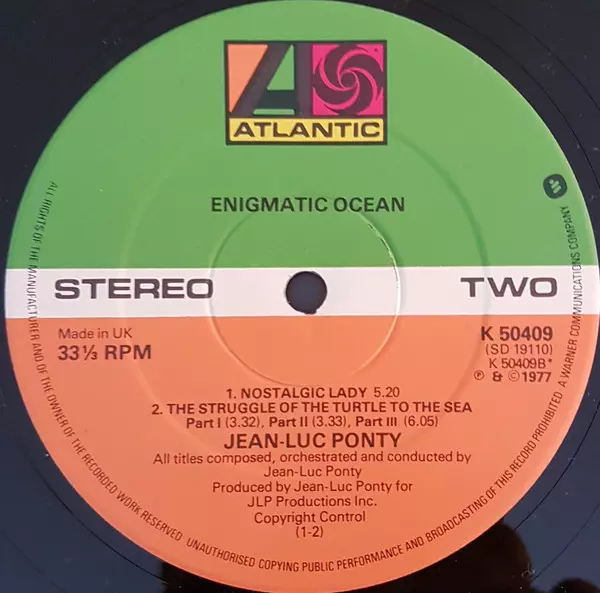 ATLANTIC
ENIGMATIC OCEAN
STEREO TWO
Made in UK
33⅓ RPM
K 50409
(SD 19110)
K 50409B*
℗ & © 1977
1. NOSTALGIC LADY 5.20
2. THE STRUGGLE OF THE TURTLE TO THE SEA
Part I (3.32), Part II (3.33), Part III (6.05)
JEAN-LUC PONTY
All titles composed, orchestrated and conducted by
Jean-Luc Ponty
Produced by Jean-Luc Ponty for
JLP Productions Inc.
Copyright Control
(1-2)
ALL RIGHTS OF THE MANUFACTURER AND OF THE OWNER OF THE RECORDED WORK RESERVED UNAUTHORISED COPYING PUBLIC PERFORMANCE AND BROADCASTING OF THIS RECORD PROHIBITED A WARNER COMMUNICATIONS COMPANY